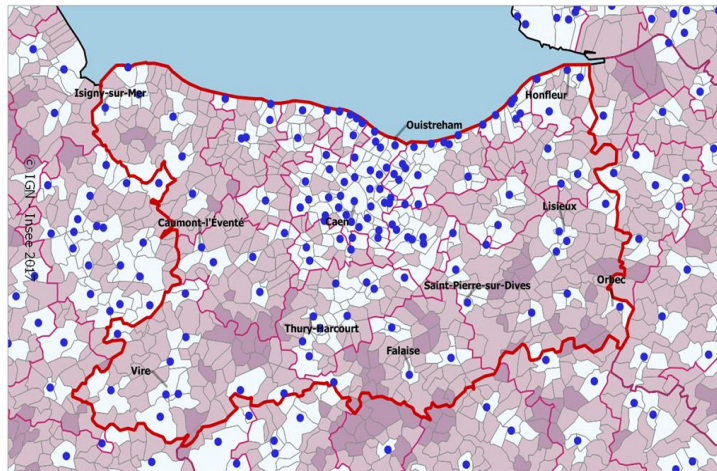 Honfleur
Isigny-sur-Mer
Ouistreham
© IGN - Insee 2017
Lisieux
Caen
Caumont-l'Éventé
Orbec
Saint-Pierre-sur-Dives
Thury-Harcourt
Falaise
Vire